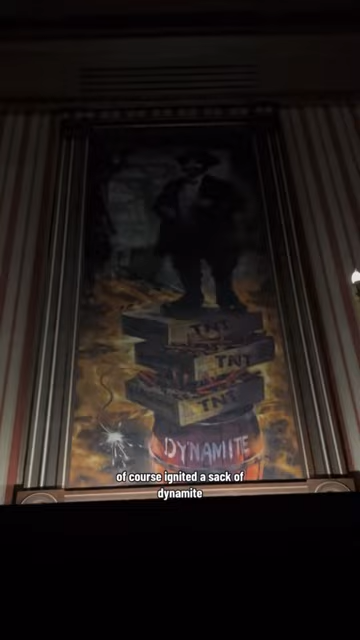 TNT
TNT
TNT
DYNAMITE
of course ignited a sack of
dynamite